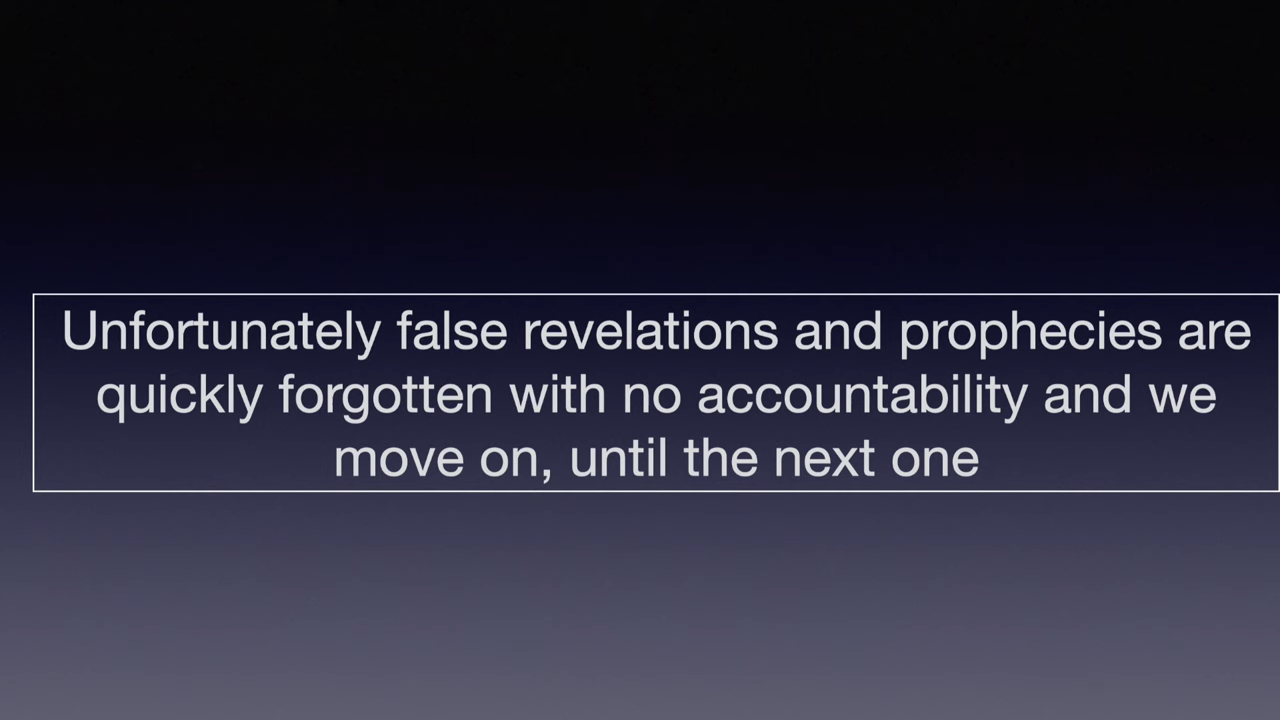 Unfortunately false revelations and prophecies are
quickly forgotten with no accountability and we
move on, until the next one